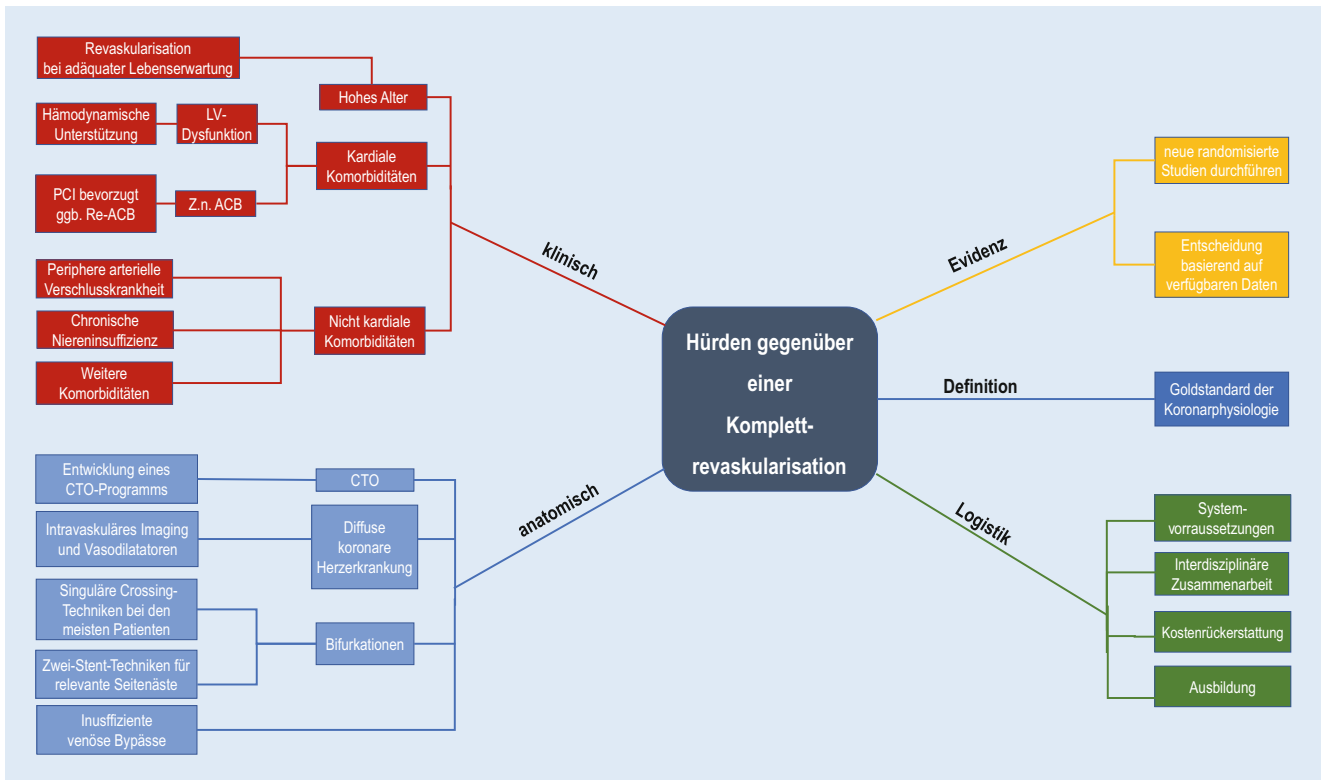 Revaskularisation
bei adäquater Lebenserwartung
Hohes Alter
Hämodynamische
Unterstützung
LV-
Dysfunktion
Kardiale
Komorbiditäten
PCI bevorzugt
ggb. Re-ACB
Z.n. ACB
Periphere arterielle
Verschlusskrankheit
Chronische
Niereninsuffizienz
Nicht kardiale
Komorbiditäten
Weitere
Komorbiditäten
klinisch
Entwicklung eines
CTO-Programms
CTO
Intravaskuläres Imaging
und Vasodilatatoren
Diffuse
koronare
Herzerkrankung
Singuläre Crossing-
Techniken bei den
meisten Patienten
Bifurkationen
Zwei-Stent-Techniken für
relevante Seitenäste
Inusffiziente
venöse Bypässe
anatomisch
Hürden gegenüber
einer
Komplett-
revaskularisation
Evidenz
neue randomisierte
Studien durchführen
Entscheidung
basierend auf
verfügbaren Daten
Definition
Goldstandard der
Koronarphysiologie
Logistik
System-
vorraussetzungen
Interdisziplinäre
Zusammenarbeit
Kostenrückerstattung
Ausbildung